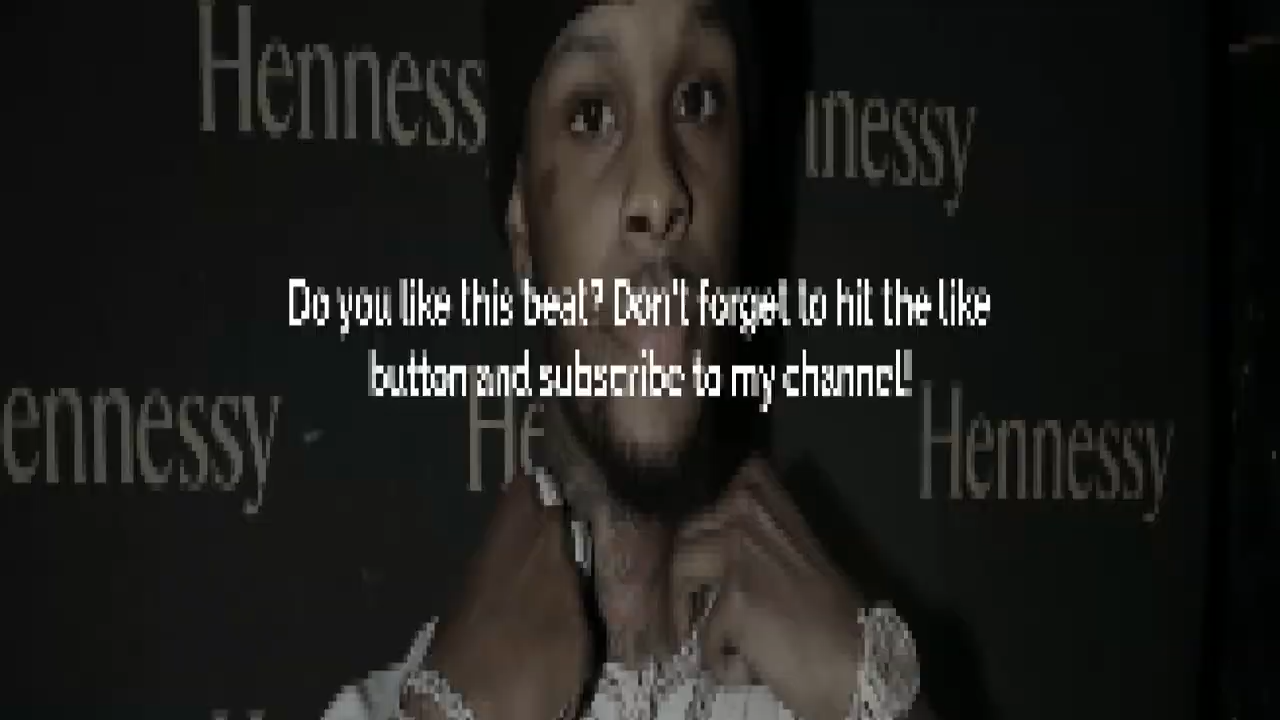 Henness
nnessy
Do you like this beat? Don't forget to hit the like
button and subscribe to my channel!
ennessy
He
Hennessy